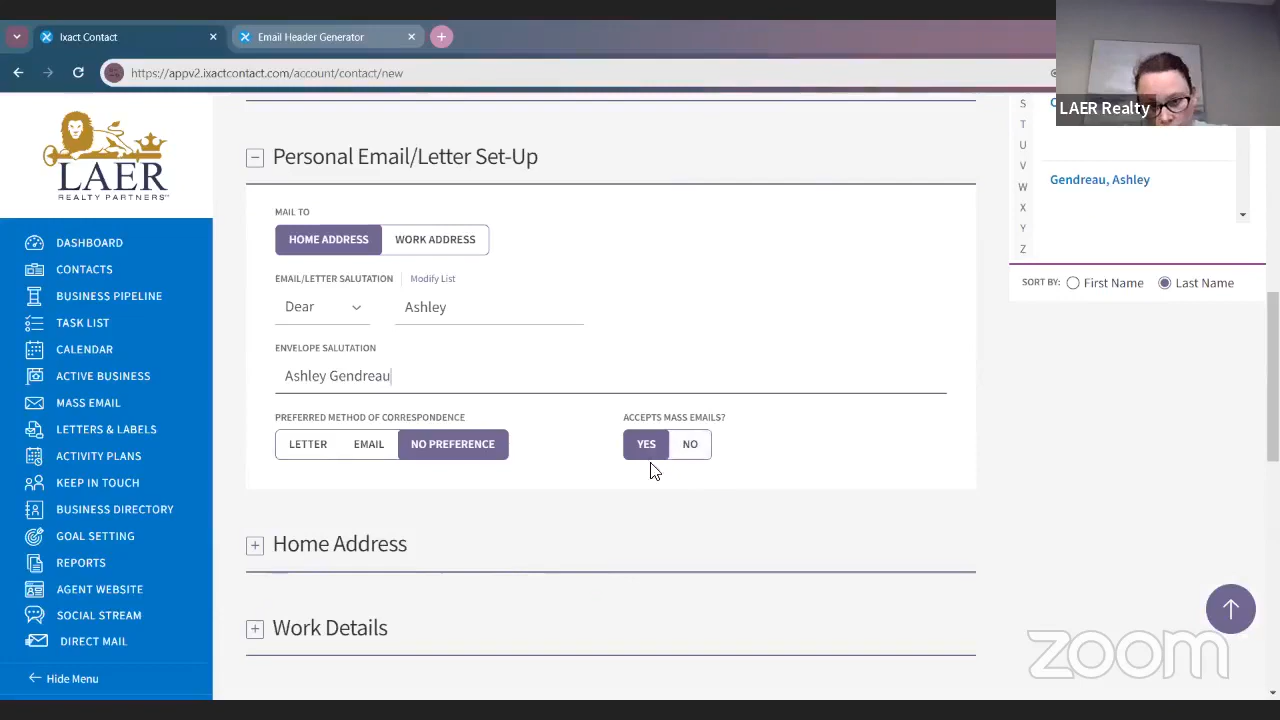 Ixact Contact
Email Header Generator
https://appv2.ixactcontact.com/account/contact/new
LAER Realty
LAER
REALTY PARTNERS
DASHBOARD
CONTACTS
BUSINESS PIPELINE
TASK LIST
CALENDAR
ACTIVE BUSINESS
MASS EMAIL
LETTERS & LABELS
ACTIVITY PLANS
KEEP IN TOUCH
BUSINESS DIRECTORY
GOAL SETTING
REPORTS
AGENT WEBSITE
SOCIAL STREAM
DIRECT MAIL
Hide Menu
Personal Email/Letter Set-Up
MAIL TO
HOME ADDRESS WORK ADDRESS
EMAIL/LETTER SALUTATION Modify List
Dear Ashley
ENVELOPE SALUTATION
Ashley Gendreau
PREFERRED METHOD OF CORRESPONDENCE ACCEPTS MASS EMAILS?
LETTER EMAIL NO PREFERENCE YES NO
Home Address
Work Details
S
T
U
V
W
X
Y
Z
Gendreau, Ashley
SORT BY: First Name Last Name
zoom